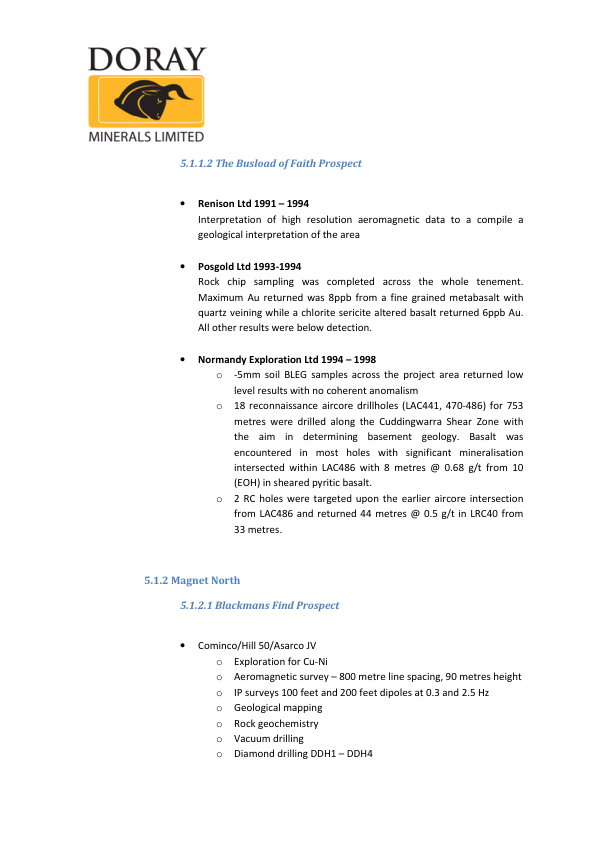 DORAY
MINERALS LIMITED
5.1.1.2 The Busload of Faith Prospect
• Renison Ltd 1991 – 1994
Interpretation of high resolution aeromagnetic data to a compile a
geological interpretation of the area
• Posgold Ltd 1993-1994
Rock chip sampling was completed across the whole tenement.
Maximum Au returned was 8ppb from a fine grained metabasalt with
quartz veining while a chlorite sericite altered basalt returned 6ppb Au.
All other results were below detection.
• Normandy Exploration Ltd 1994 – 1998
o -5mm soil BLEG samples across the project area returned low
level results with no coherent anomalism
o 18 reconnaissance aircore drillholes (LAC441, 470-486) for 753
metres were drilled along the Cuddingwarra Shear Zone with
the aim in determining basement geology. Basalt was
encountered in most holes with significant mineralisation
intersected within LAC486 with 8 metres @ 0.68 g/t from 10
(EOH) in sheared pyritic basalt.
o 2 RC holes were targeted upon the earlier aircore intersection
from LAC486 and returned 44 metres @ 0.5 g/t in LRC40 from
33 metres.
5.1.2 Magnet North
5.1.2.1 Blackmans Find Prospect
• Cominco/Hill 50/Asarco JV
o Exploration for Cu-Ni
o Aeromagnetic survey – 800 metre line spacing, 90 metres height
o IP surveys 100 feet and 200 feet dipoles at 0.3 and 2.5 Hz
o Geological mapping
o Rock geochemistry
o Vacuum drilling
o Diamond drilling DDH1 – DDH4